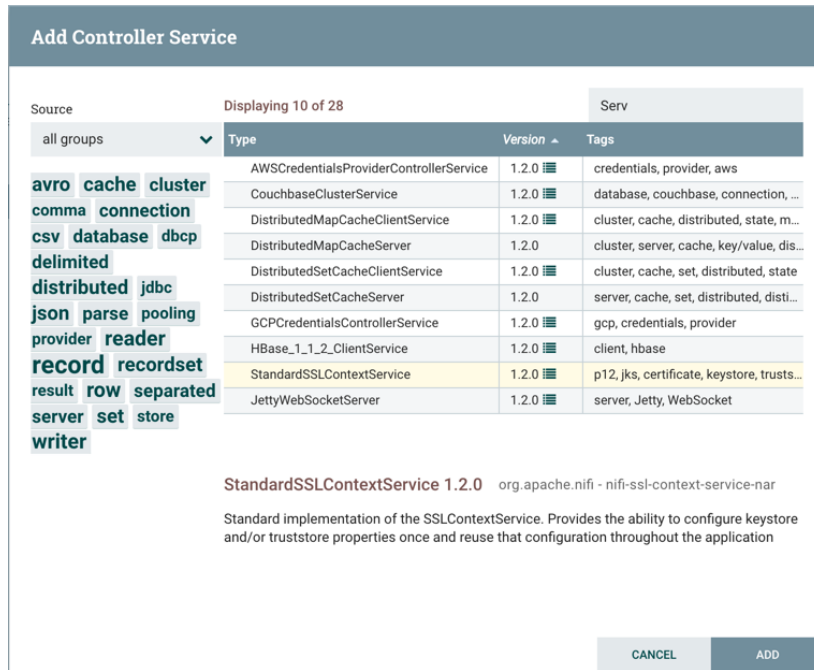 Add Controller Service
Source
Displaying 10 of 28
Serv
all groups
Type Version Tags
AWSCredentialsProviderControllerService 1.2.0 credentials, provider, aws
CouchbaseClusterService 1.2.0 database, couchbase, connection, ...
DistributedMapCacheClientService 1.2.0 cluster, cache, distributed, state, m...
DistributedMapCacheServer 1.2.0 cluster, server, cache, key/value, dis...
DistributedSetCacheClientService 1.2.0 cluster, cache, set, distributed, state
DistributedSetCacheServer 1.2.0 server, cache, set, distributed, disti...
GCPCredentialsControllerService 1.2.0 gcp, credentials, provider
HBase_1_1_2_ClientService 1.2.0 client, hbase
StandardSSLContextService 1.2.0 p12, jks, certificate, keystore, trusts...
JettyWebSocketServer 1.2.0 server, Jetty, WebSocket
avro cache cluster
comma connection
csv database dbcp
delimited
distributed jdbc
json parse pooling
provider reader
record recordset
result row separated
server set store
writer
StandardSSLContextService 1.2.0 org.apache.nifi - nifi-ssl-context-service-nar
Standard implementation of the SSLContextService. Provides the ability to configure keystore
and/or truststore properties once and reuse that configuration throughout the application
CANCEL ADD